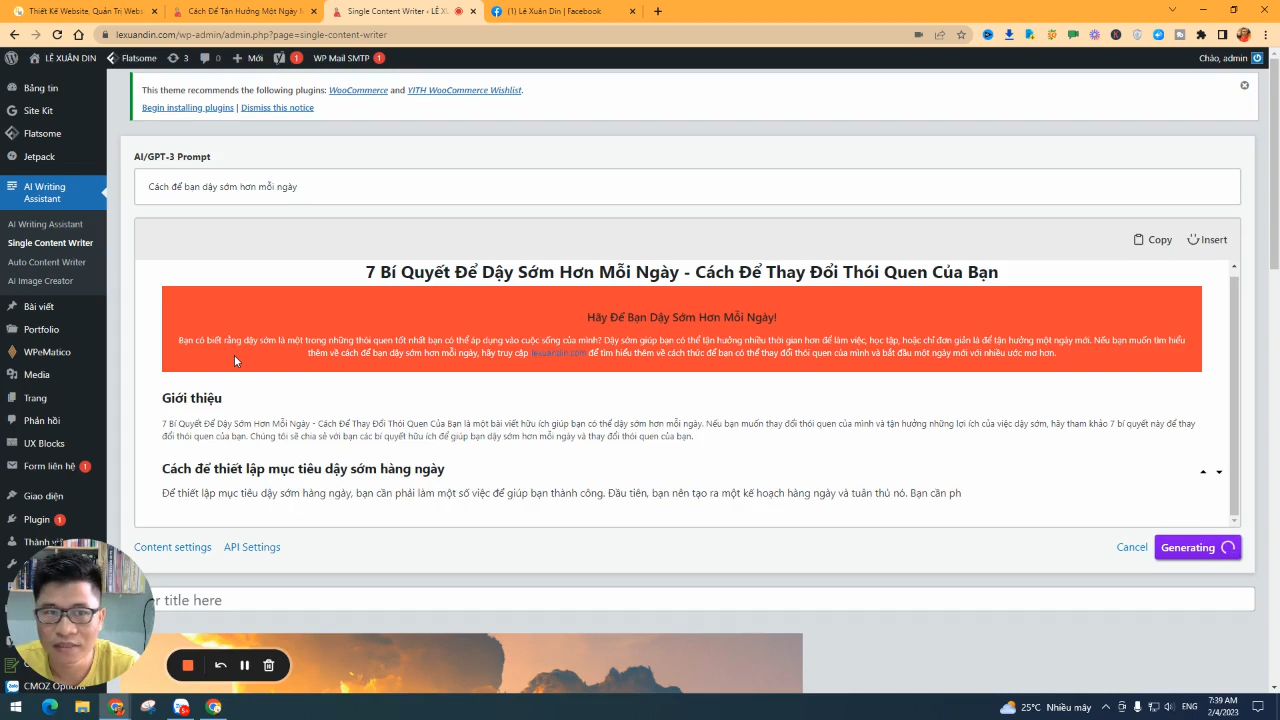 Thiết Kế Website, Quản Trị Web
Cách Để Tận Hưởng Một Ngày
Single Content Writer ‹ LÊ XU
(1) Lê Xuân Din | Facebook
lexuandin.com/wp-admin/admin.php?page=single-content-writer
LÊ XUÂN DIN
Flatsome
3
0
Mới
1
WP Mail SMTP 1
Chào, admin
Bảng tin
Site Kit
Flatsome
Jetpack
AI Writing
Assistant
AI Writing Assistant
Single Content Writer
Auto Content Writer
AI Image Creator
Bài viết
Portfolio
WPeMatico
Media
Trang
Phản hồi
UX Blocks
Form liên hệ 1
Giao diện
Plugin 1
Thành vi
CMOZ Options
This theme recommends the following plugins: WooCommerce and YITH WooCommerce Wishlist.
Begin installing plugins | Dismiss this notice
AI/GPT-3 Prompt
Cách để bạn dậy sớm hơn mỗi ngày
Copy
Insert
7 Bí Quyết Để Dậy Sớm Hơn Mỗi Ngày - Cách Để Thay Đổi Thói Quen Của Bạn
Hãy Để Bạn Dậy Sớm Hơn Mỗi Ngày!
Bạn có biết rằng dậy sớm là một trong những thói quen tốt nhất bạn có thể áp dụng vào cuộc sống của mình? Dậy sớm giúp bạn có thể tận hưởng nhiều thời gian hơn để làm việc, học tập, hoặc chỉ đơn giản là để tận hưởng một ngày mới. Nếu bạn muốn tìm hiểu
thêm về cách để bạn dậy sớm hơn mỗi ngày, hãy truy cập lexuandin.com để tìm hiểu thêm về cách thức để bạn có thể thay đổi thói quen của mình và bắt đầu một ngày mới với nhiều ước mơ hơn.
Giới thiệu
7 Bí Quyết Để Dậy Sớm Hơn Mỗi Ngày - Cách Để Thay Đổi Thói Quen Của Bạn là một bài viết hữu ích giúp bạn có thể dậy sớm hơn mỗi ngày. Nếu bạn muốn thay đổi thói quen của mình và tận hưởng những lợi ích của việc dậy sớm, hãy tham khảo 7 bí quyết này để thay
đổi thói quen của bạn. Chúng tôi sẽ chia sẻ với bạn các bí quyết hữu ích để giúp bạn dậy sớm hơn mỗi ngày và thay đổi thói quen của bạn.
Cách để thiết lập mục tiêu dậy sớm hàng ngày
Để thiết lập mục tiêu dậy sớm hàng ngày, bạn cần phải làm một số việc để giúp bạn thành công. Đầu tiên, bạn nên tạo ra một kế hoạch hàng ngày và tuân thủ nó. Bạn cần ph
Content settings
API Settings
Cancel
Generating
r title here
25°C Nhiều mây
ENG
7:39 AM
2/4/2023